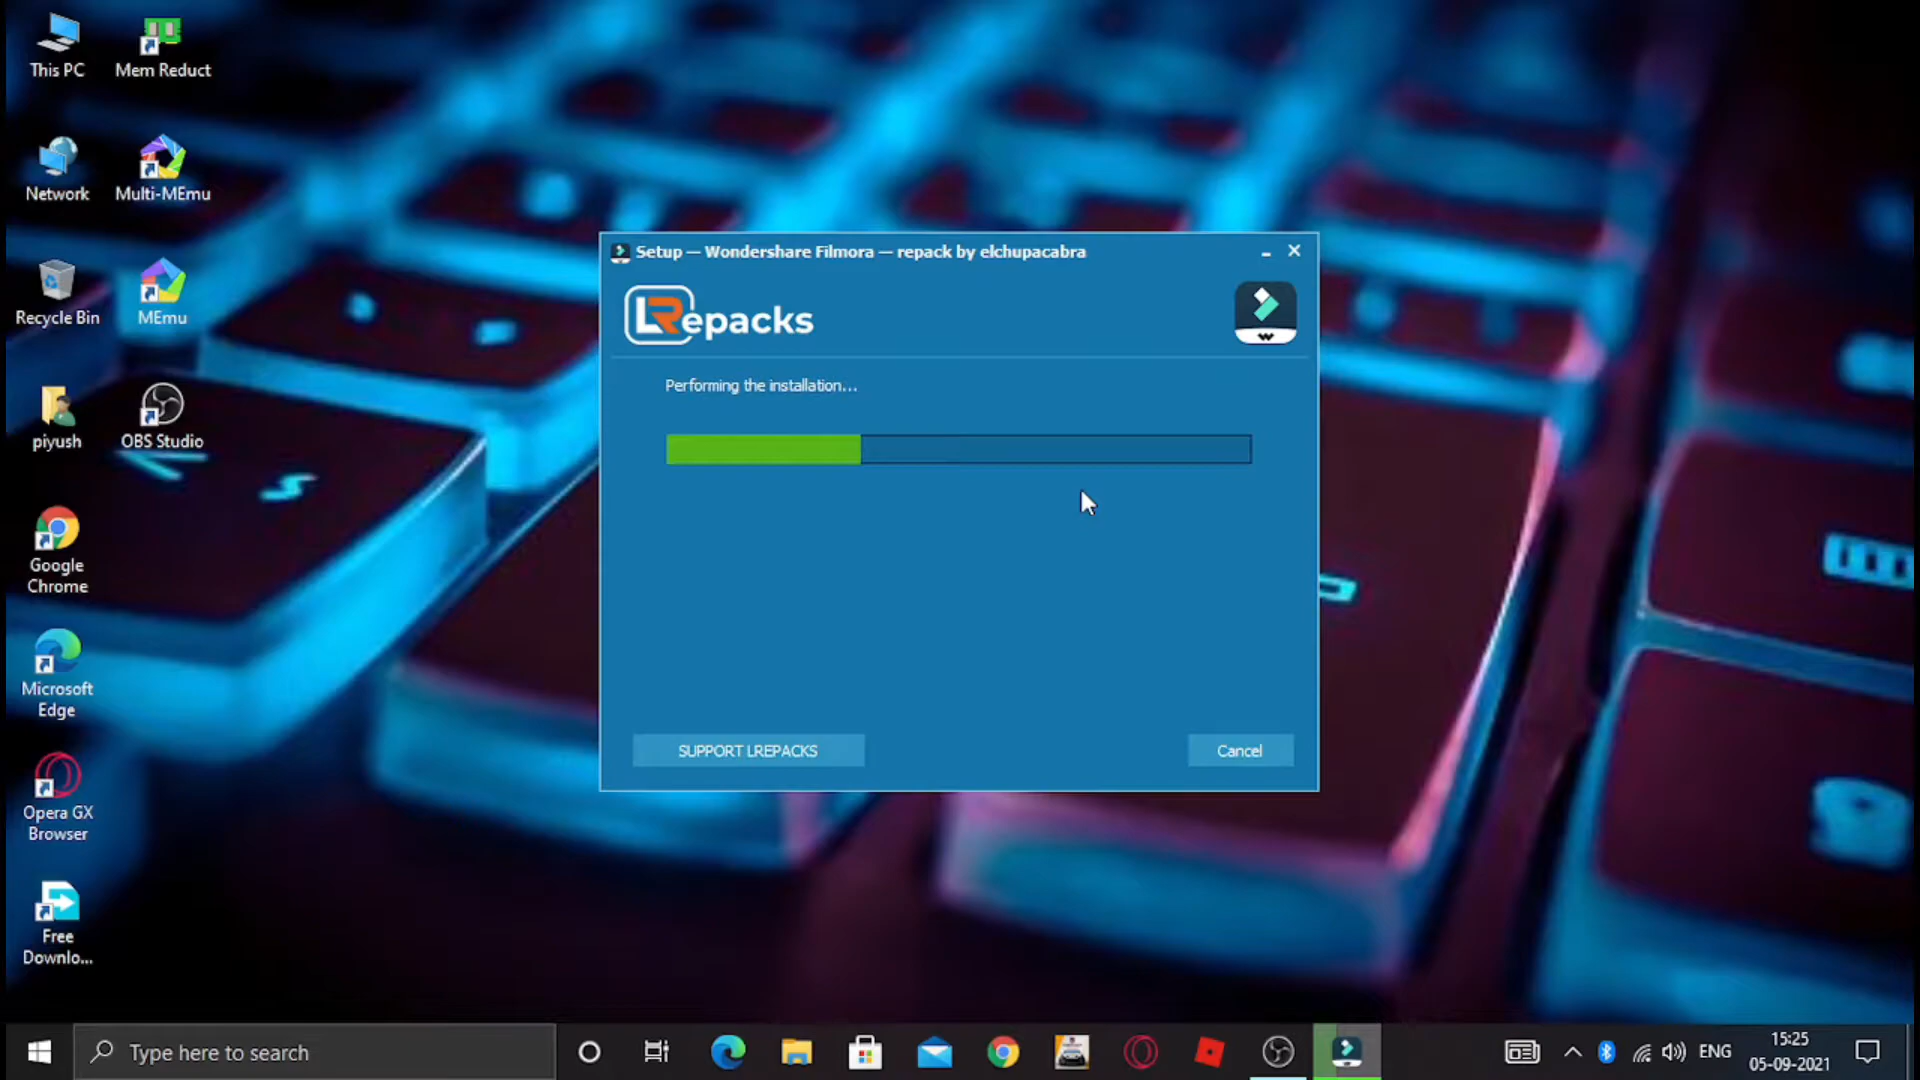 This PC
Mem Reduct
Network
Multi-MEmu
Recycle Bin
MEmu
piyush
OBS Studio
Google
Chrome
Microsoft
Edge
Opera GX
Browser
Free
Downlo...
Setup — Wondershare Filmora — repack by elchupacabra
LRepacks
Performing the installation...
SUPPORT LREPACKS
Cancel
Type here to search
ENG
15:25
05-09-2021